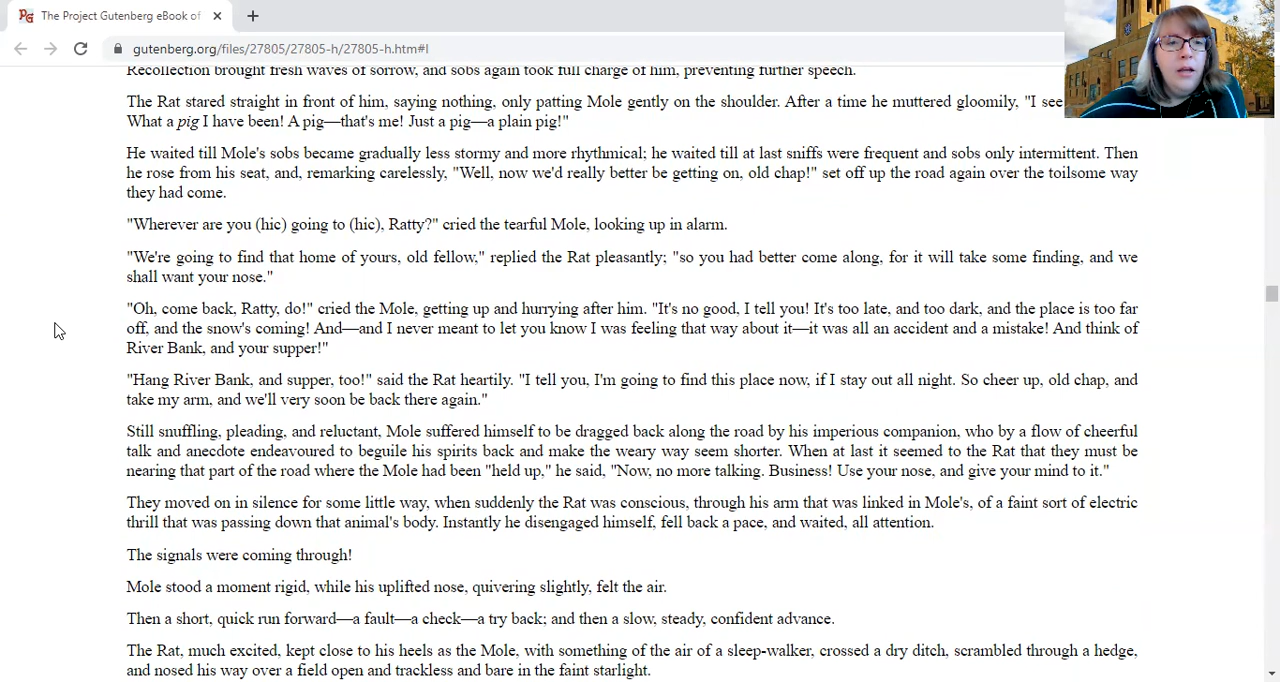 The Project Gutenberg eBook of
gutenberg.org/files/27805/27805-h/27805-h.htm#I
Recollection brought fresh waves of sorrow, and sobs again took full charge of him, preventing further speech.
The Rat stared straight in front of him, saying nothing, only patting Mole gently on the shoulder. After a time he muttered gloomily, "I see
What a pig I have been! A pig—that's me! Just a pig—a plain pig!"
He waited till Mole's sobs became gradually less stormy and more rhythmical; he waited till at last sniffs were frequent and sobs only intermittent. Then
he rose from his seat, and, remarking carelessly, "Well, now we'd really better be getting on, old chap!" set off up the road again over the toilsome way
they had come.
"Wherever are you (hic) going to (hic), Ratty?" cried the tearful Mole, looking up in alarm.
"We're going to find that home of yours, old fellow," replied the Rat pleasantly; "so you had better come along, for it will take some finding, and we
shall want your nose."
"Oh, come back, Ratty, do!" cried the Mole, getting up and hurrying after him. "It's no good, I tell you! It's too late, and too dark, and the place is too far
off, and the snow's coming! And—and I never meant to let you know I was feeling that way about it—it was all an accident and a mistake! And think of
River Bank, and your supper!"
"Hang River Bank, and supper, too!" said the Rat heartily. "I tell you, I'm going to find this place now, if I stay out all night. So cheer up, old chap, and
take my arm, and we'll very soon be back there again."
Still snuffling, pleading, and reluctant, Mole suffered himself to be dragged back along the road by his imperious companion, who by a flow of cheerful
talk and anecdote endeavoured to beguile his spirits back and make the weary way seem shorter. When at last it seemed to the Rat that they must be
nearing that part of the road where the Mole had been "held up," he said, "Now, no more talking. Business! Use your nose, and give your mind to it."
They moved on in silence for some little way, when suddenly the Rat was conscious, through his arm that was linked in Mole's, of a faint sort of electric
thrill that was passing down that animal's body. Instantly he disengaged himself, fell back a pace, and waited, all attention.
The signals were coming through!
Mole stood a moment rigid, while his uplifted nose, quivering slightly, felt the air.
Then a short, quick run forward—a fault—a check—a try back; and then a slow, steady, confident advance.
The Rat, much excited, kept close to his heels as the Mole, with something of the air of a sleep-walker, crossed a dry ditch, scrambled through a hedge,
and nosed his way over a field open and trackless and bare in the faint starlight.